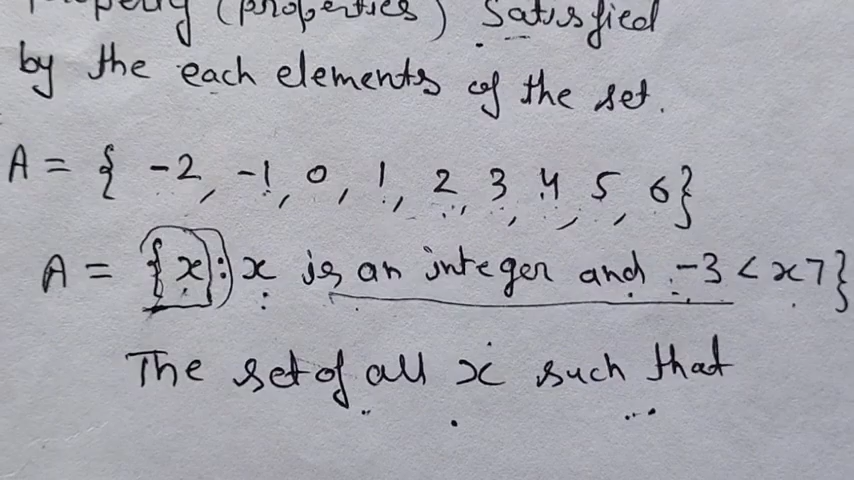 property (properties) satisfied
by the each elements of the set.
A = { -2, -1, 0, 1, 2, 3, 4, 5, 6}
A = {x : x is an integer and -3 < x 7}
The set of all x such that